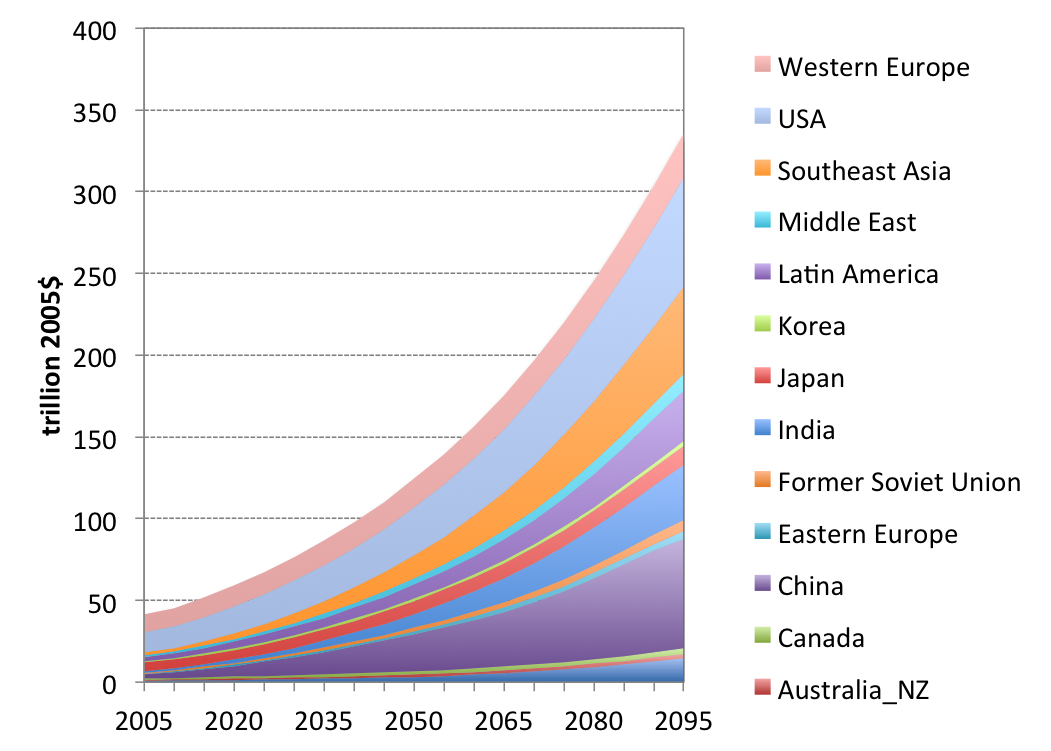 400
350
300
250
200
150
100
50
0
trillion 2005$
2005 2020 2035 2050 2065 2080 2095
Western Europe
USA
Southeast Asia
Middle East
Latin America
Korea
Japan
India
Former Soviet Union
Eastern Europe
China
Canada
Australia_NZ